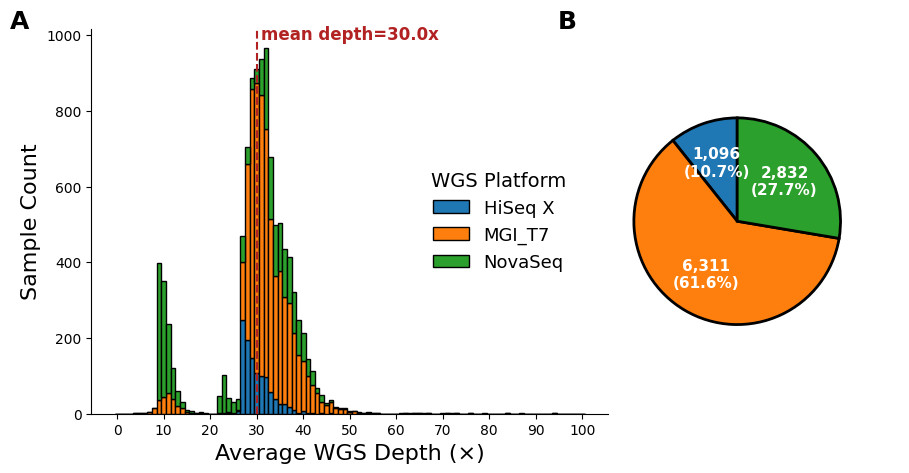 A
B
mean depth=30.0x
1000
800
600
400
200
0
Sample Count
0 10 20 30 40 50 60 70 80 90 100
Average WGS Depth (×)
WGS Platform
HiSeq X
MGI_T7
NovaSeq
1,096
(10.7%)
2,832
(27.7%)
6,311
(61.6%)